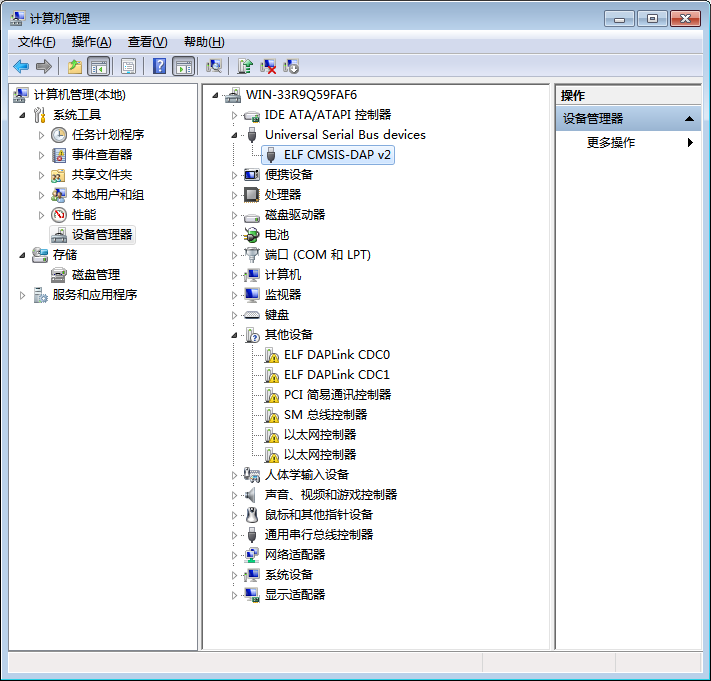 计算机管理
文件(F) 操作(A) 查看(V) 帮助(H)
计算机管理(本地)
系统工具
任务计划程序
事件查看器
共享文件夹
本地用户和组
性能
设备管理器
存储
磁盘管理
服务和应用程序
WIN-33R9Q59FAF6
IDE ATA/ATAPI 控制器
Universal Serial Bus devices
ELF CMSIS-DAP v2
便携设备
处理器
磁盘驱动器
电池
端口 (COM 和 LPT)
计算机
监视器
键盘
其他设备
ELF DAPLink CDC0
ELF DAPLink CDC1
PCI 简易通讯控制器
SM 总线控制器
以太网控制器
以太网控制器
人体学输入设备
声音、视频和游戏控制器
鼠标和其他指针设备
通用串行总线控制器
网络适配器
系统设备
显示适配器
操作
设备管理器
更多操作